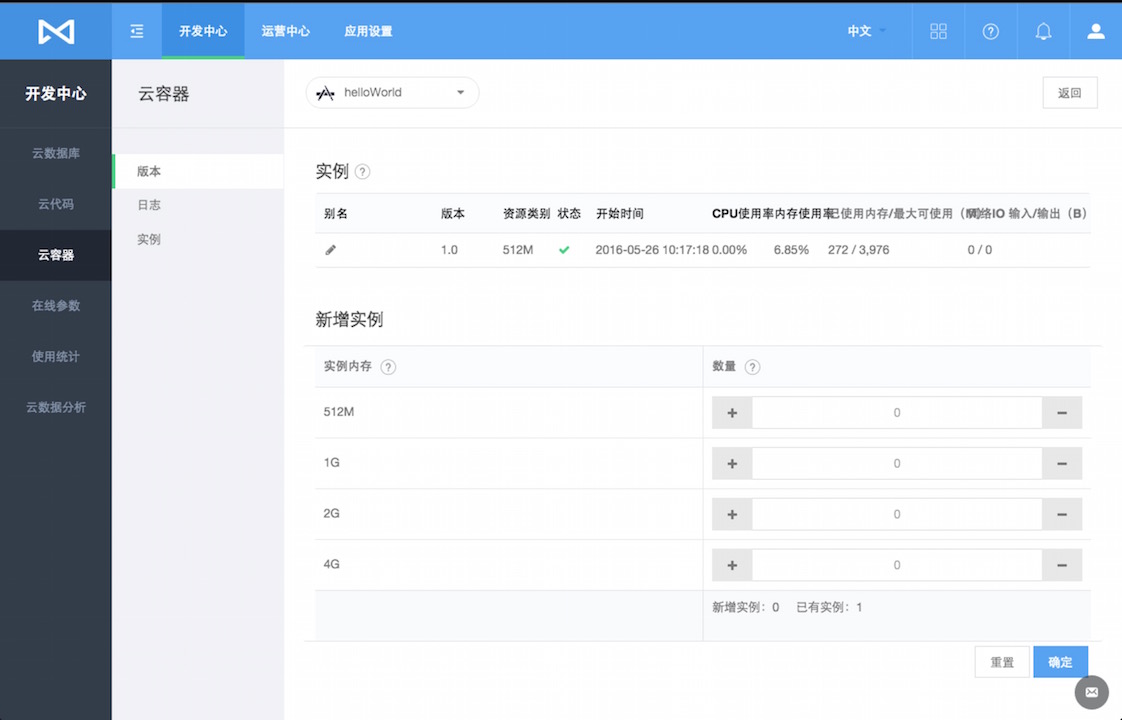 开发中心 运营中心 应用设置 中文
开发中心
云数据库
云代码
云容器
在线参数
使用统计
云数据分析
云容器
版本
日志
实例
helloWorld 返回
实例 ?
别名 版本 资源类别 状态 开始时间 CPU使用率 内存使用率 已使用内存/最大可使用（M） 网络IO 输入/输出（B）
1.0 512M 2016-05-26 10:17:18 0.00% 6.85% 272 / 3,976 0 / 0
新增实例
实例内存 ? 数量 ?
512M + 0 −
1G + 0 −
2G + 0 −
4G + 0 −
新增实例：0 已有实例：1
重置 确定